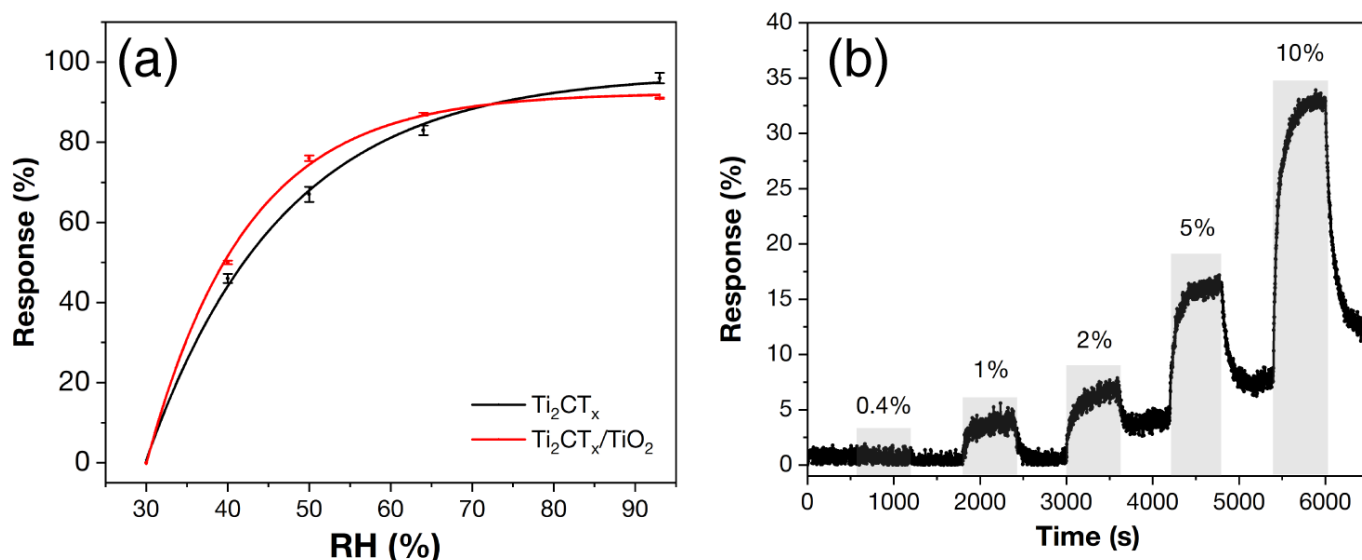 (a)
Response (%)
100
80
60
40
20
0
Ti₂CTₓ
Ti₂CTₓ/TiO₂
30 40 50 60 70 80 90
RH (%)
(b)
Response (%)
40
35
30
25
20
15
10
5
0
0.4%
1%
2%
5%
10%
0 1000 2000 3000 4000 5000 6000
Time (s)